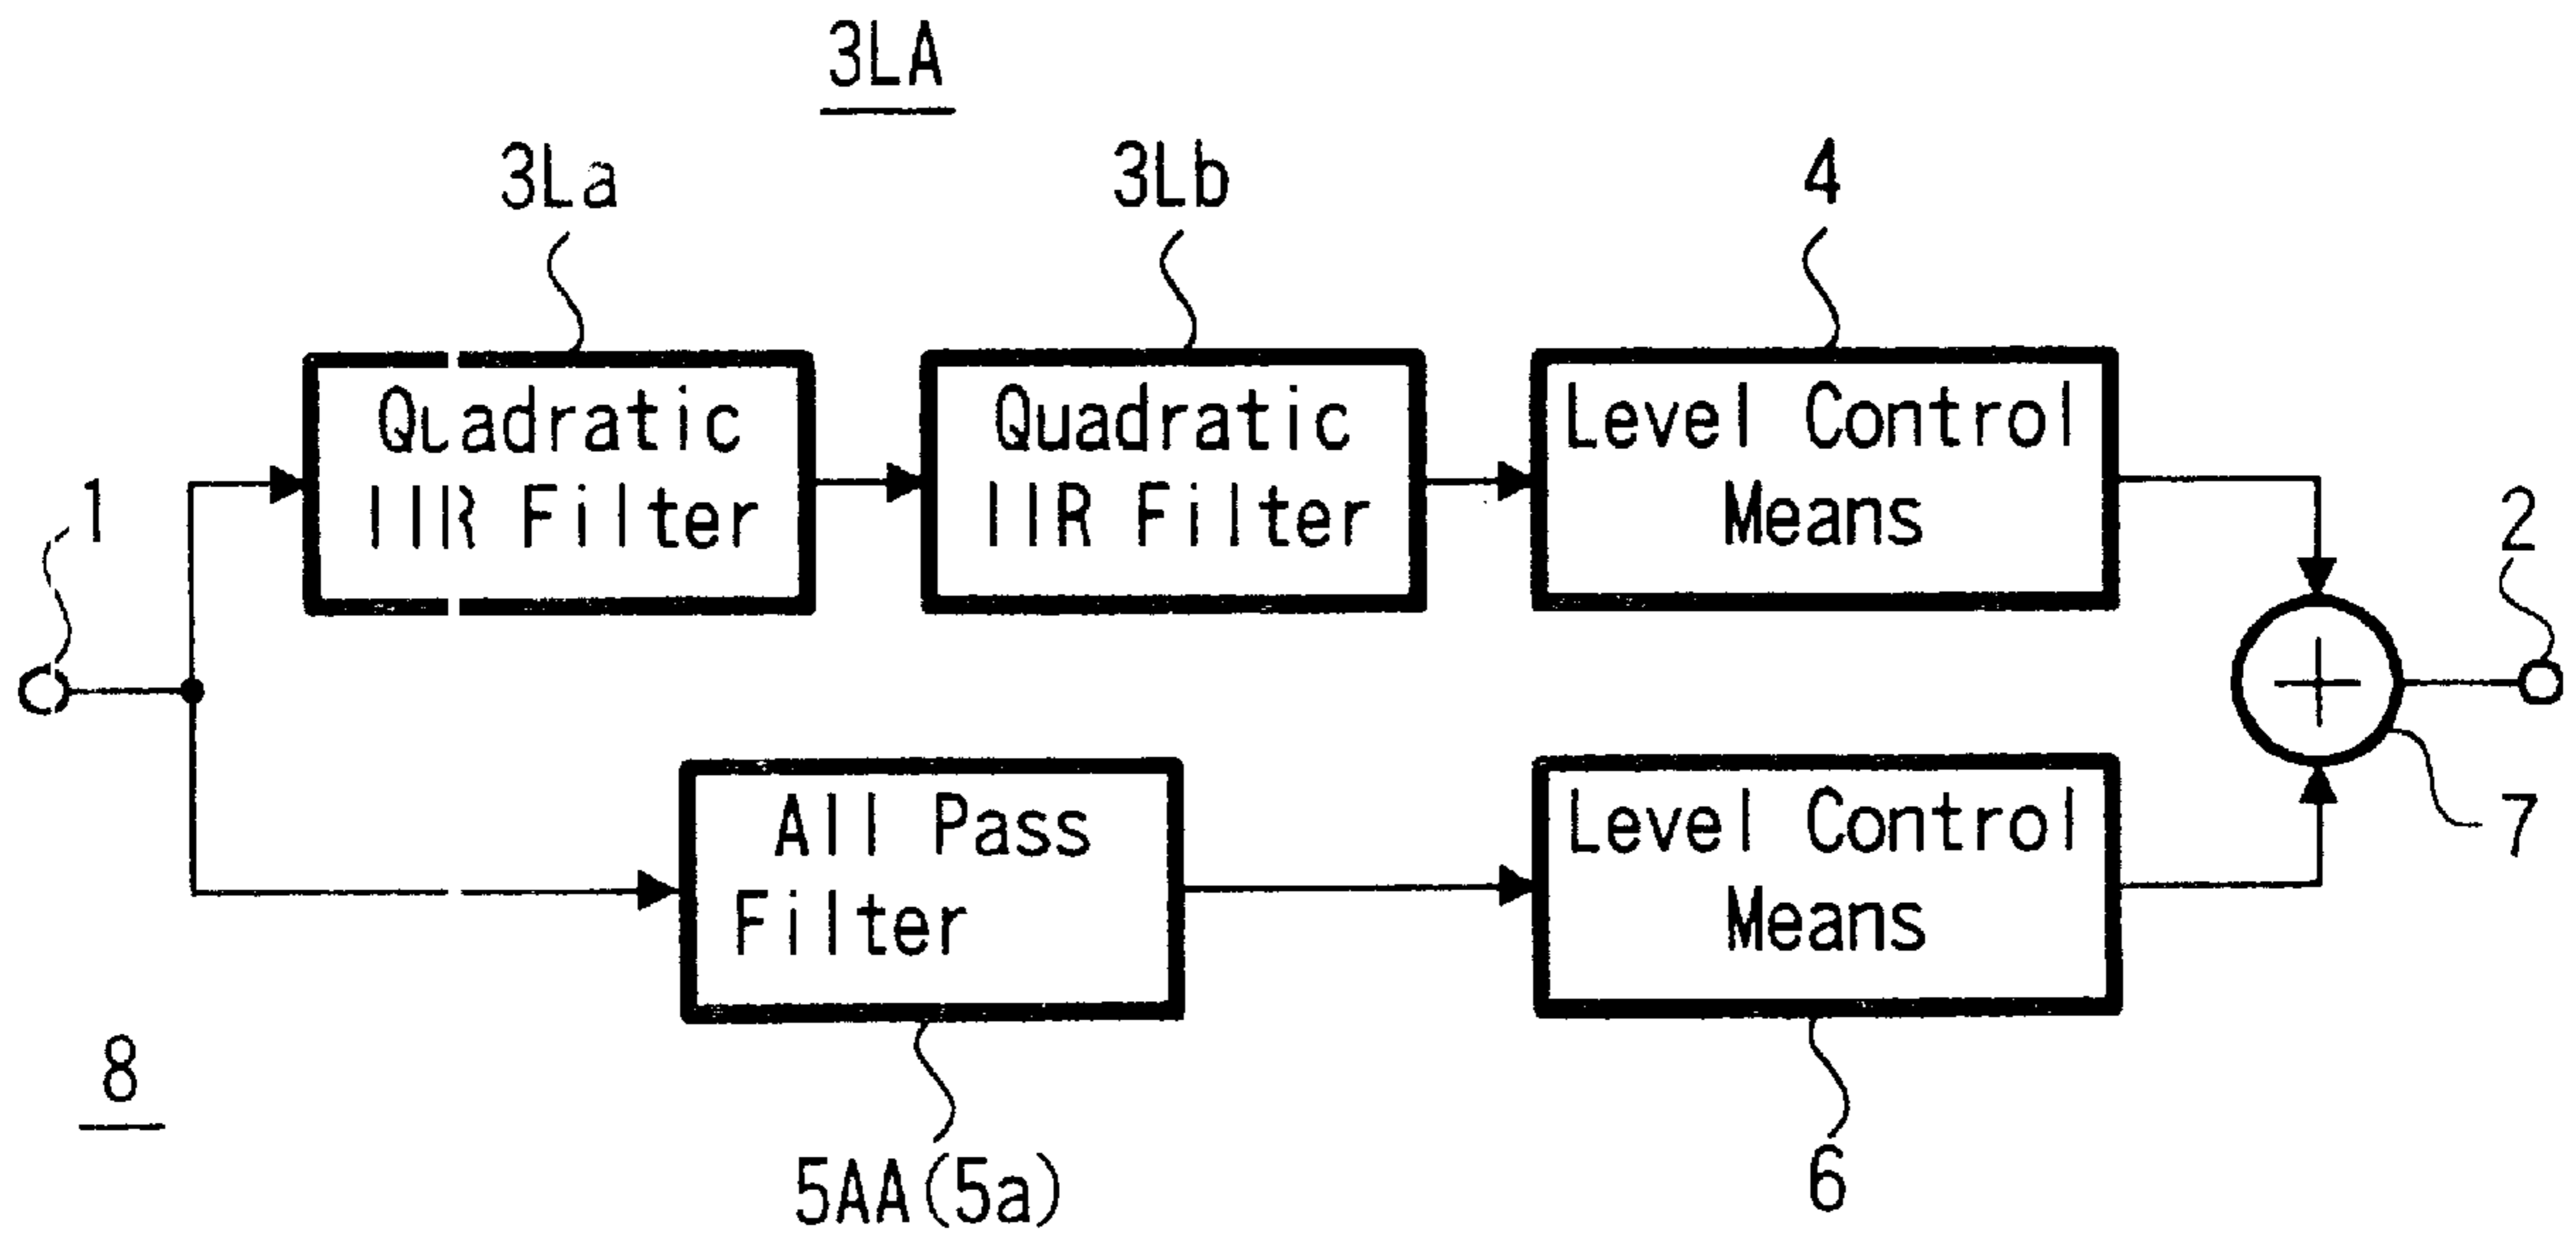 3LA
3La
3Lb
4
Quadratic
IIR Filter
Quadratic
IIR Filter
Level Control
Means
1
2
All Pass
Filter
Level Control
Means
7
8
5AA(5a)
6